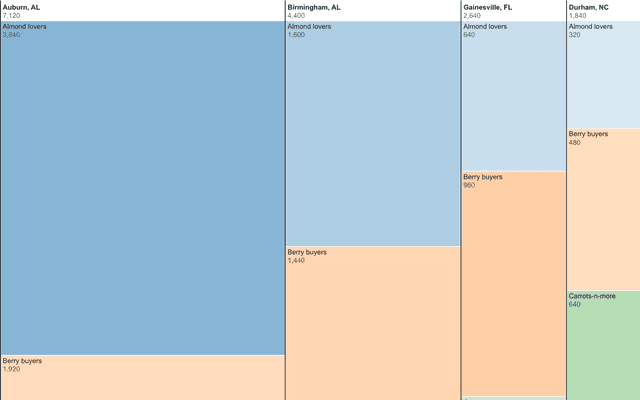 Auburn, AL
7,120
Almond lovers
3,840
Berry buyers
1,920
Birmingham, AL
4,400
Almond lovers
1,600
Berry buyers
1,440
Gainesville, FL
2,640
Almond lovers
640
Berry buyers
960
Durham, NC
1,840
Almond lovers
320
Berry buyers
480
Carrots-n-more
640